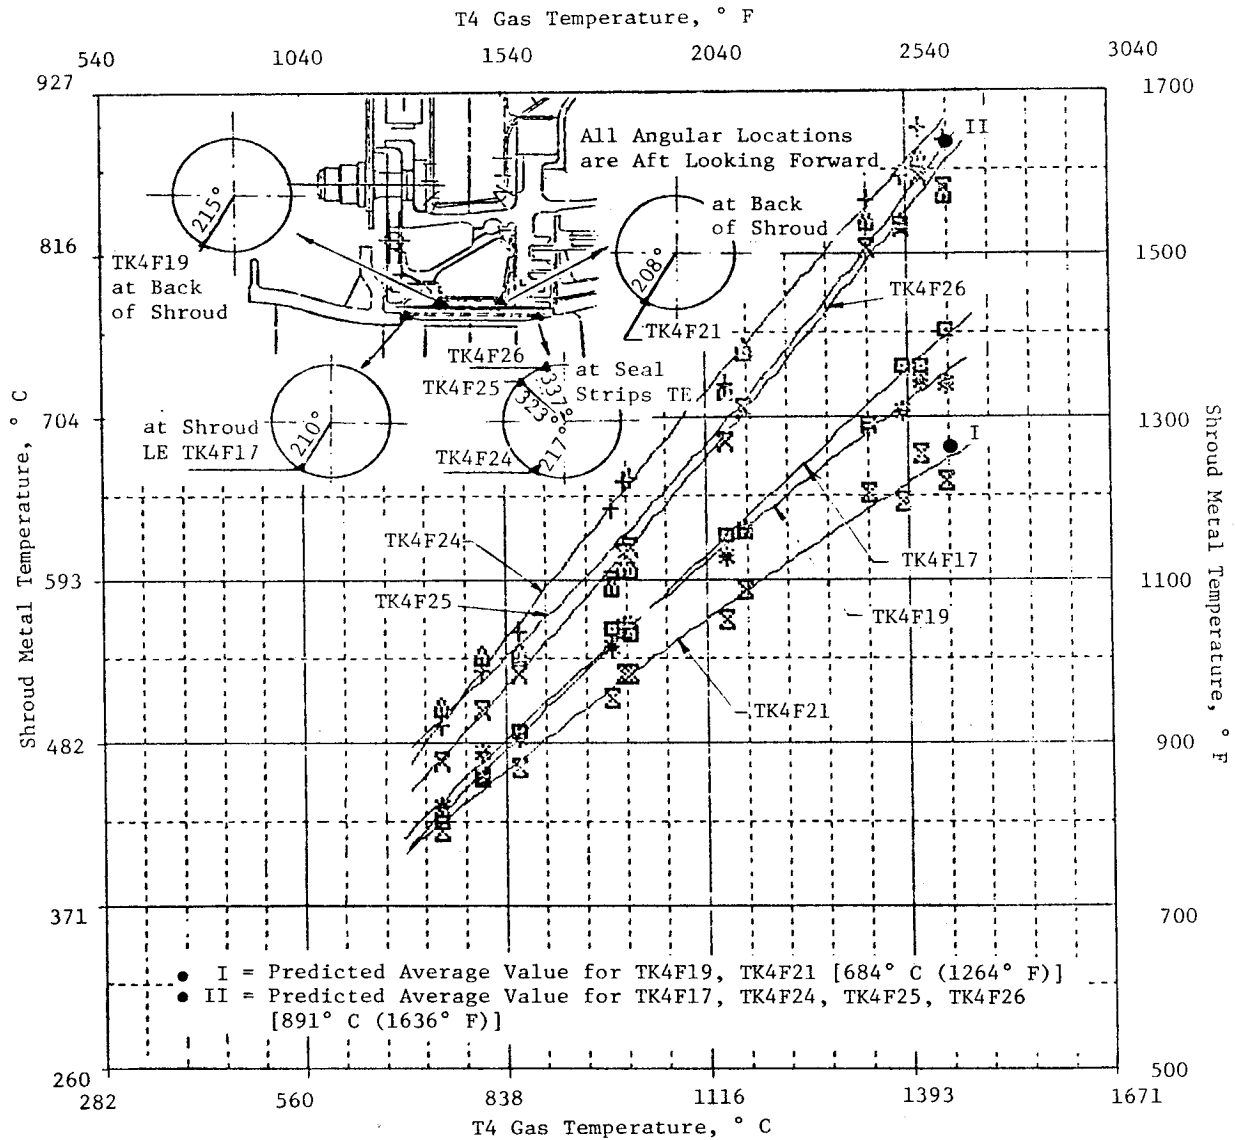 T4 Gas Temperature, ° F
540 1040 1540 2040 2540 3040
927 1700
816 1500
704 1300
593 1100
482 900
371 700
260 500
282 560 838 1116 1393 1671
T4 Gas Temperature, ° C
Shroud Metal Temperature, ° C
Shroud Metal Temperature, ° F
All Angular Locations
are Aft Looking Forward
II
215°
TK4F19
at Back
of Shroud
at Back
of Shroud
208°
TK4F21
TK4F26
TK4F26
TK4F25
at Seal
Strips TE
337°
323°
217°
TK4F24
210°
at Shroud
LE TK4F17
I
TK4F24
TK4F25
TK4F17
TK4F19
TK4F21
I = Predicted Average Value for TK4F19, TK4F21 [684° C (1264° F)]
II = Predicted Average Value for TK4F17, TK4F24, TK4F25, TK4F26
[891° C (1636° F)]